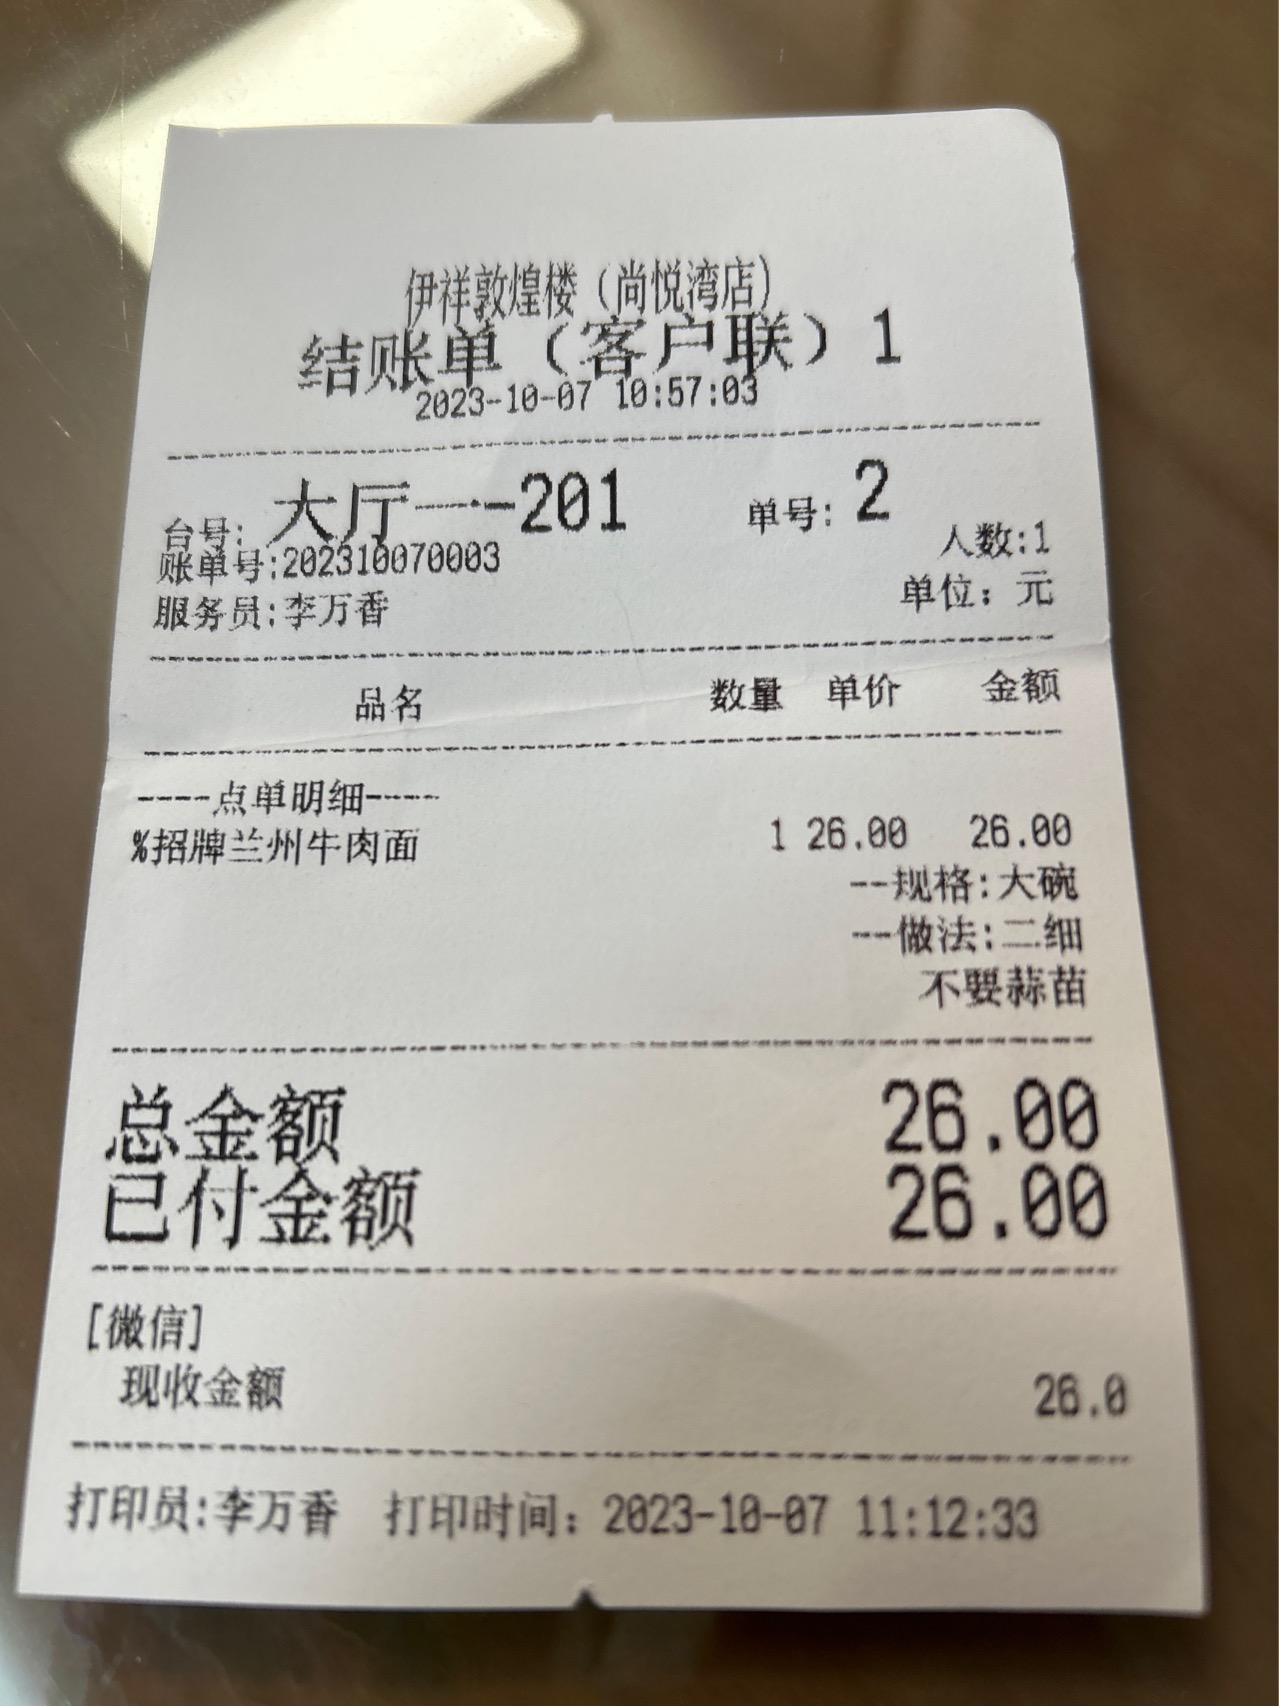 伊祥敦煌楼（尚悦湾店）
结账单（客户联）1
2023-10-07 10:57:03
台号: 大厅一-201 单号: 2
账单号:202310070003 人数:1
服务员:李万香 单位：元
品名 数量 单价 金额
----点单明细----
%招牌兰州牛肉面 1 26.00 26.00
--规格:大碗
--做法:二细
不要蒜苗
总金额 26.00
已付金额 26.00
[微信]
现收金额 26.0
打印员:李万香 打印时间：2023-10-07 11:12:33